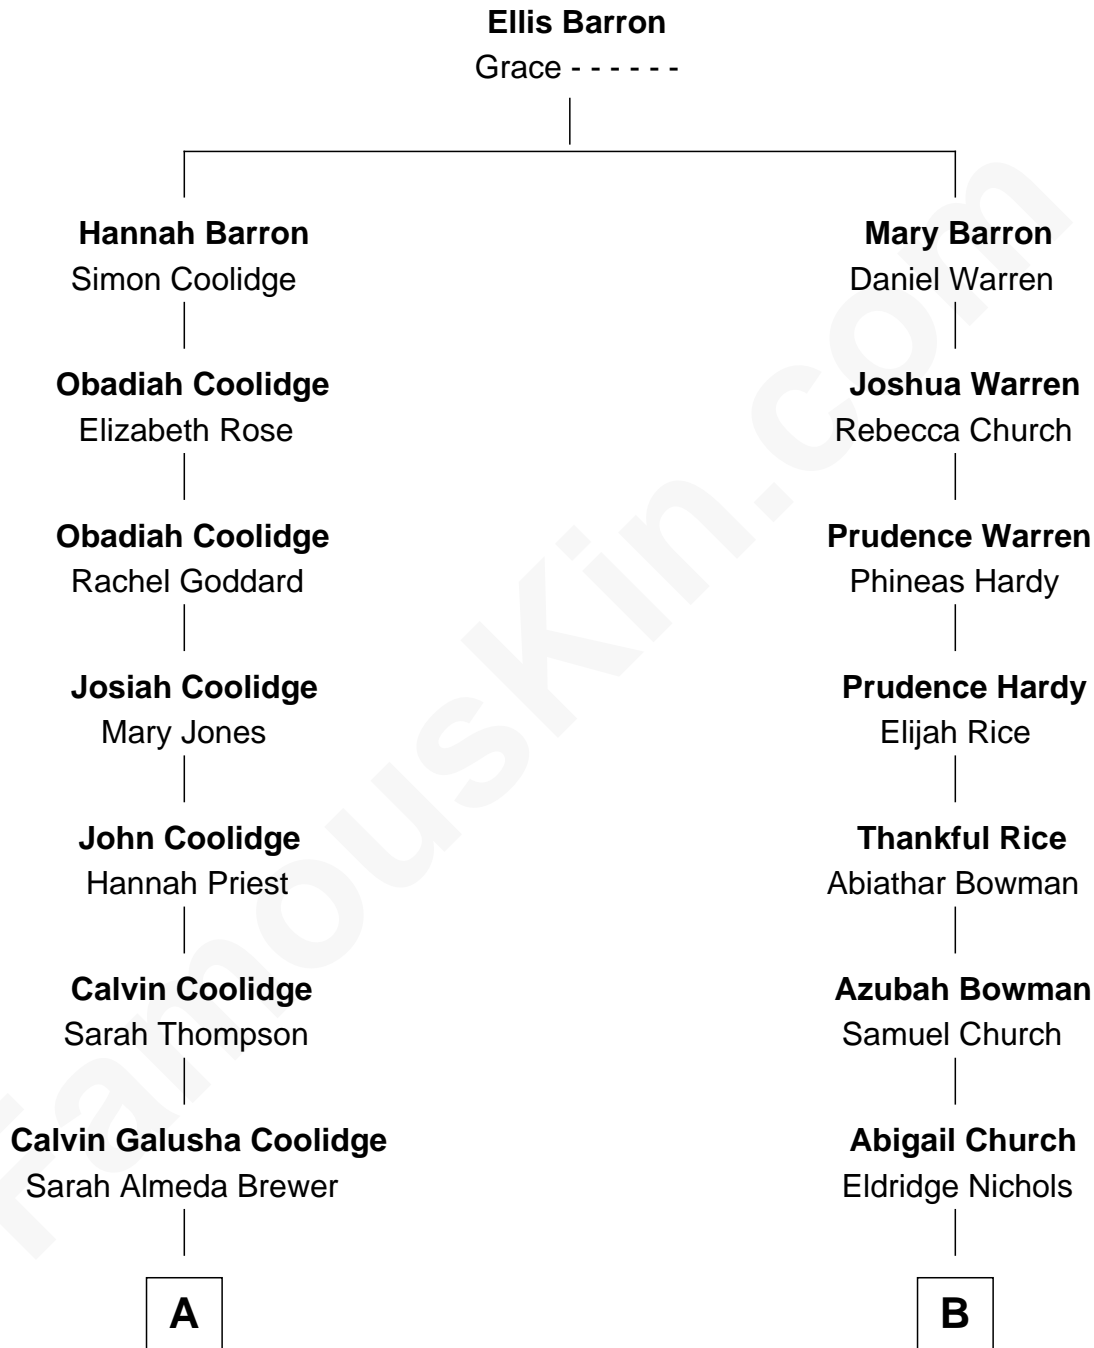 Ellis Barron
Grace - - - - - -
Hannah Barron
Simon Coolidge
Mary Barron
Daniel Warren
Obadiah Coolidge
Elizabeth Rose
Joshua Warren
Rebecca Church
Obadiah Coolidge
Rachel Goddard
Prudence Warren
Phineas Hardy
Josiah Coolidge
Mary Jones
Prudence Hardy
Elijah Rice
John Coolidge
Hannah Priest
Thankful Rice
Abiathar Bowman
Calvin Coolidge
Sarah Thompson
Azubah Bowman
Samuel Church
Calvin Galusha Coolidge
Sarah Almeda Brewer
Abigail Church
Eldridge Nichols
A
B
FamousKin.com